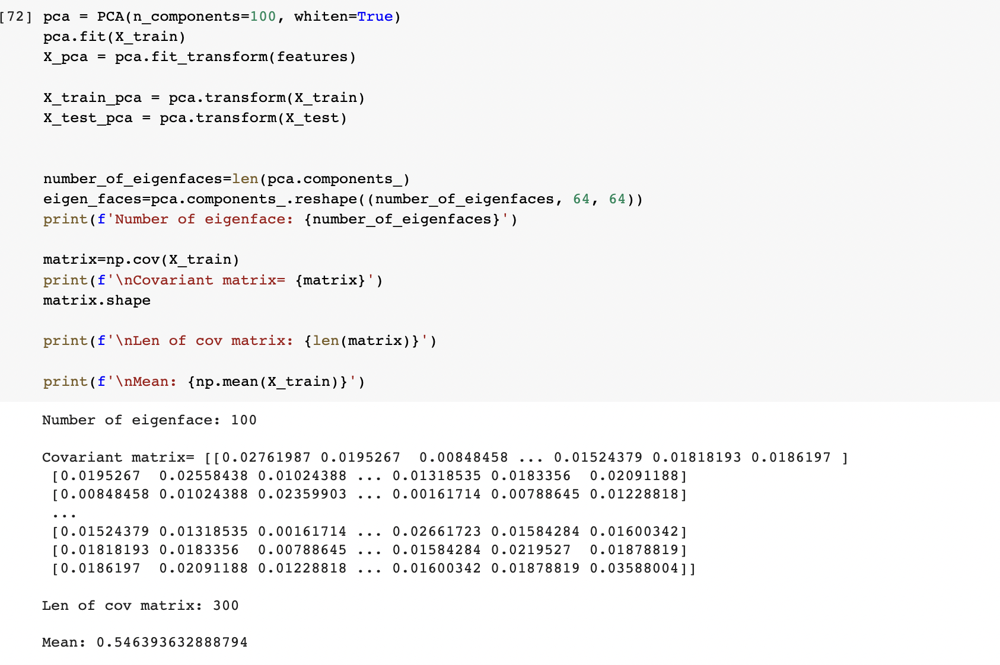 [72] pca = PCA(n_components=100, whiten=True)
pca.fit(X_train)
X_pca = pca.fit_transform(features)
X_train_pca = pca.transform(X_train)
X_test_pca = pca.transform(X_test)
number_of_eigenfaces=len(pca.components_)
eigen_faces=pca.components_.reshape((number_of_eigenfaces, 64, 64))
print(f'Number of eigenface: {number_of_eigenfaces}')
matrix=np.cov(X_train)
print(f'\nCovariant matrix= {matrix}')
matrix.shape
print(f'\nLen of cov matrix: {len(matrix)}')
print(f'\nMean: {np.mean(X_train)}')
Number of eigenface: 100
Covariant matrix= [[0.02761987 0.0195267  0.00848458 ... 0.01524379 0.01818193 0.0186197 ]
[0.0195267  0.02558438 0.01024388 ... 0.01318535 0.0183356  0.02091188]
[0.00848458 0.01024388 0.02359903 ... 0.00161714 0.00788645 0.01228818]
...
[0.01524379 0.01318535 0.00161714 ... 0.02661723 0.01584284 0.01600342]
[0.01818193 0.0183356  0.00788645 ... 0.01584284 0.0219527  0.01878819]
[0.0186197  0.02091188 0.01228818 ... 0.01600342 0.01878819 0.03588004]]
Len of cov matrix: 300
Mean: 0.546393632888794